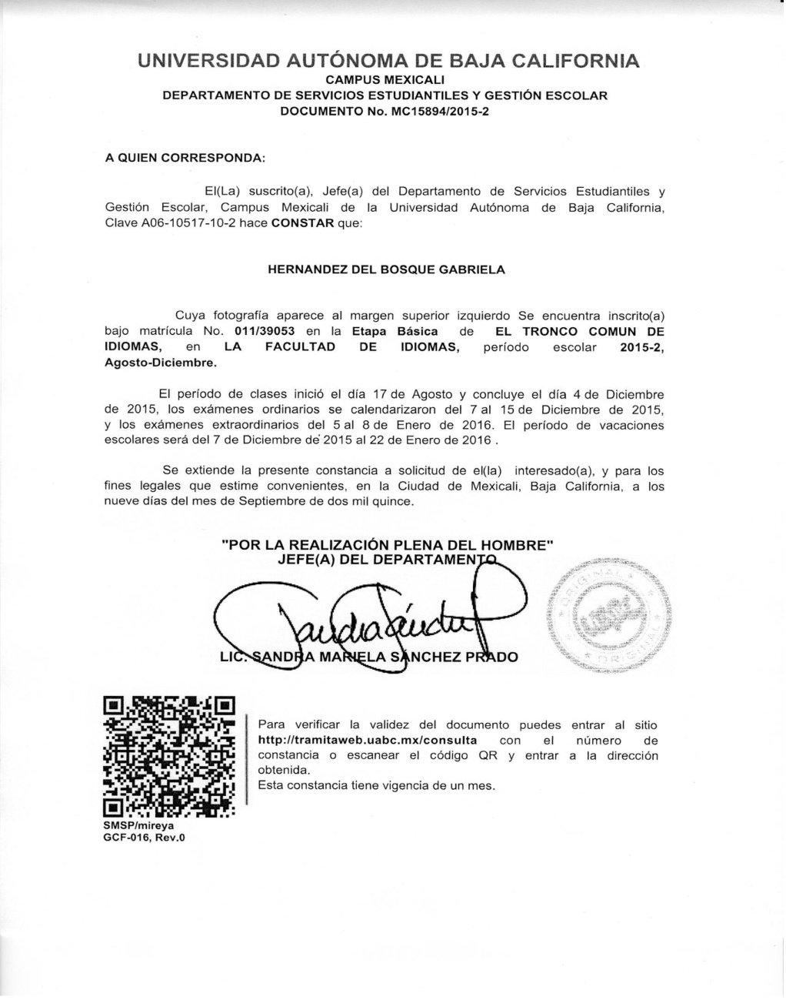 UNIVERSIDAD AUTÓNOMA DE BAJA CALIFORNIA
CAMPUS MEXICALI
DEPARTAMENTO DE SERVICIOS ESTUDIANTILES Y GESTIÓN ESCOLAR
DOCUMENTO No. MC15894/2015-2
A QUIEN CORRESPONDA:
El(La) suscrito(a), Jefe(a) del Departamento de Servicios Estudiantiles y
Gestión Escolar, Campus Mexicali de la Universidad Autónoma de Baja California,
Clave A06-10517-10-2 hace CONSTAR que:
HERNANDEZ DEL BOSQUE GABRIELA
Cuya fotografía aparece al margen superior izquierdo Se encuentra inscrito(a)
bajo matrícula No. 011/39053 en la Etapa Básica de EL TRONCO COMUN DE
IDIOMAS, en LA FACULTAD DE IDIOMAS, período escolar 2015-2,
Agosto-Diciembre.
El período de clases inició el día 17 de Agosto y concluye el día 4 de Diciembre
de 2015, los exámenes ordinarios se calendarizaron del 7 al 15 de Diciembre de 2015,
y los exámenes extraordinarios del 5 al 8 de Enero de 2016. El período de vacaciones
escolares será del 7 de Diciembre de 2015 al 22 de Enero de 2016 .
Se extiende la presente constancia a solicitud de el(la) interesado(a), y para los
fines legales que estime convenientes, en la Ciudad de Mexicali, Baja California, a los
nueve días del mes de Septiembre de dos mil quince.
"POR LA REALIZACIÓN PLENA DEL HOMBRE"
JEFE(A) DEL DEPARTAMENTO
Sandra Sánchez P
LIC. SANDRA MARIELA SÁNCHEZ PRADO
ORIGINAL
ORIGINAL
Para verificar la validez del documento puedes entrar al sitio
http://tramitaweb.uabc.mx/consulta con el número de
constancia o escanear el código QR y entrar a la dirección
obtenida.
Esta constancia tiene vigencia de un mes.
SMSP/mireya
GCF-016, Rev.0